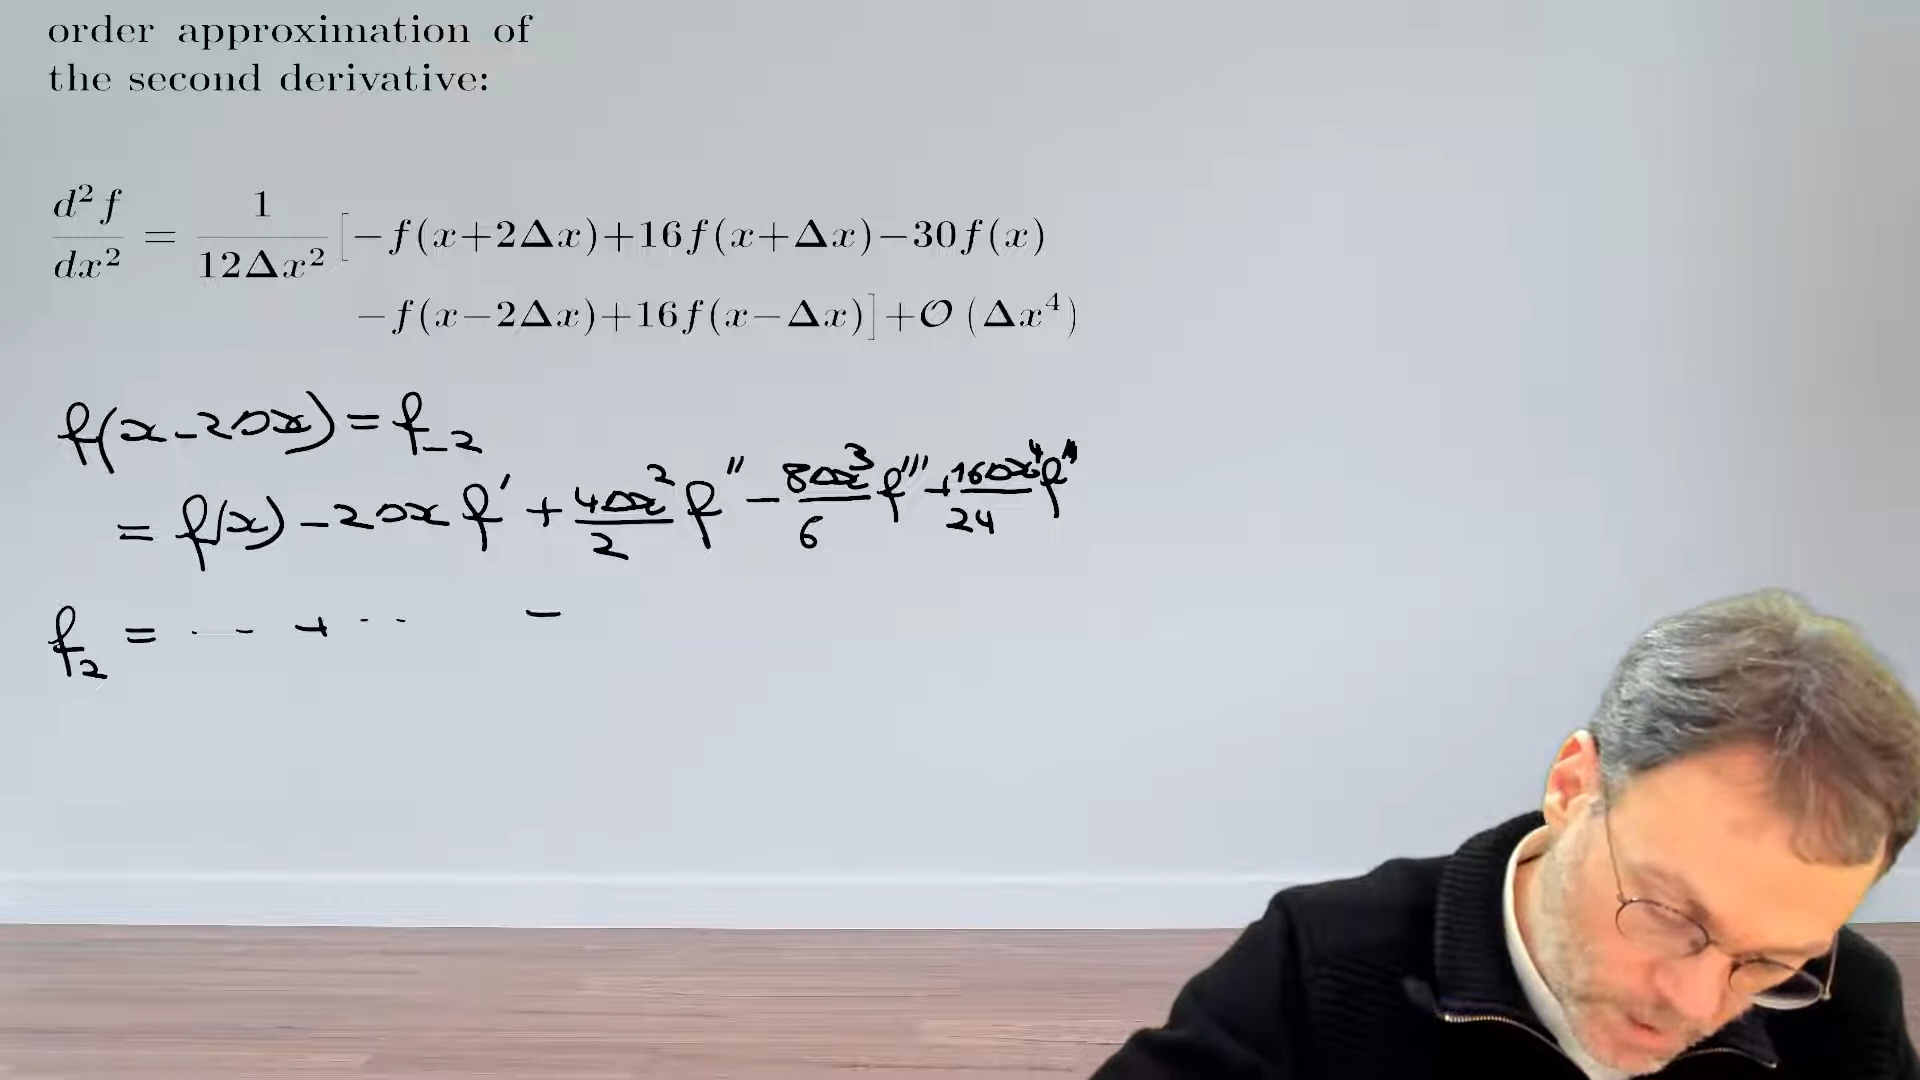 order approximation of
the second derivative:
d²f/dx² = 1/12Δx² [−f(x+2Δx)+16f(x+Δx)−30f(x)
−f(x−2Δx)+16f(x−Δx)]+𝒪(Δx⁴)
f(x-2Δx) = f₋₂
= f(x) - 2Δx f' + 4Δx²/2 f'' - 8Δx³/6 f''' + 16Δx⁴/24 f''''
f₂ = ... + ... -